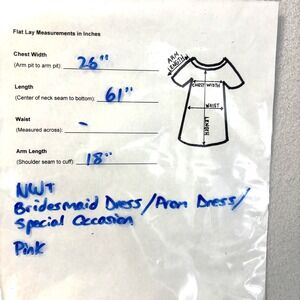 Flat Lay Measurements in Inches
Chest Width
(Arm pit to arm pit) 26"
Length
(Center of neck seam to bottom): 61"
Waist
(Measured across): -
Arm Length
(Shoulder seam to cuff): 18"
ARM LENGTH
CHEST WIDTH
WAIST
LENGTH
NWT
Bridesmaid Dress/Prom Dress/
Special Occasion
Pink